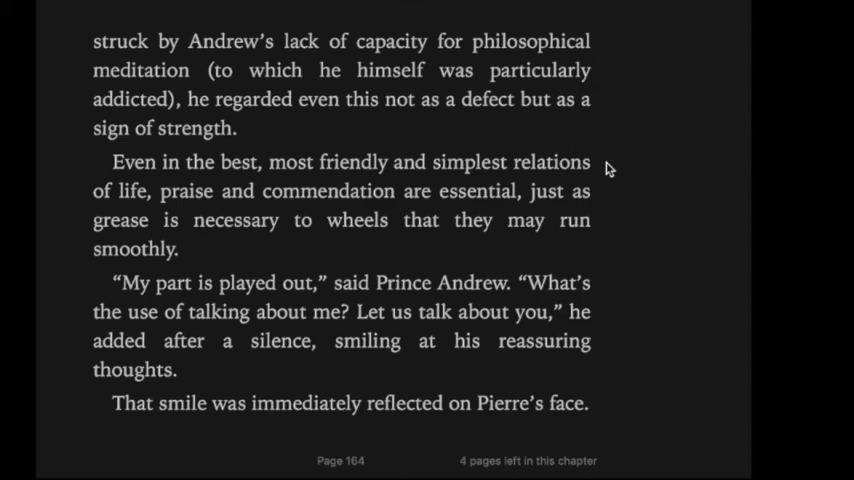 struck by Andrew’s lack of capacity for philosophical
meditation (to which he himself was particularly
addicted), he regarded even this not as a defect but as a
sign of strength.
Even in the best, most friendly and simplest relations
of life, praise and commendation are essential, just as
grease is necessary to wheels that they may run
smoothly.
“My part is played out,” said Prince Andrew. “What’s
the use of talking about me? Let us talk about you,” he
added after a silence, smiling at his reassuring
thoughts.
That smile was immediately reflected on Pierre’s face.
Page 164
4 pages left in this chapter